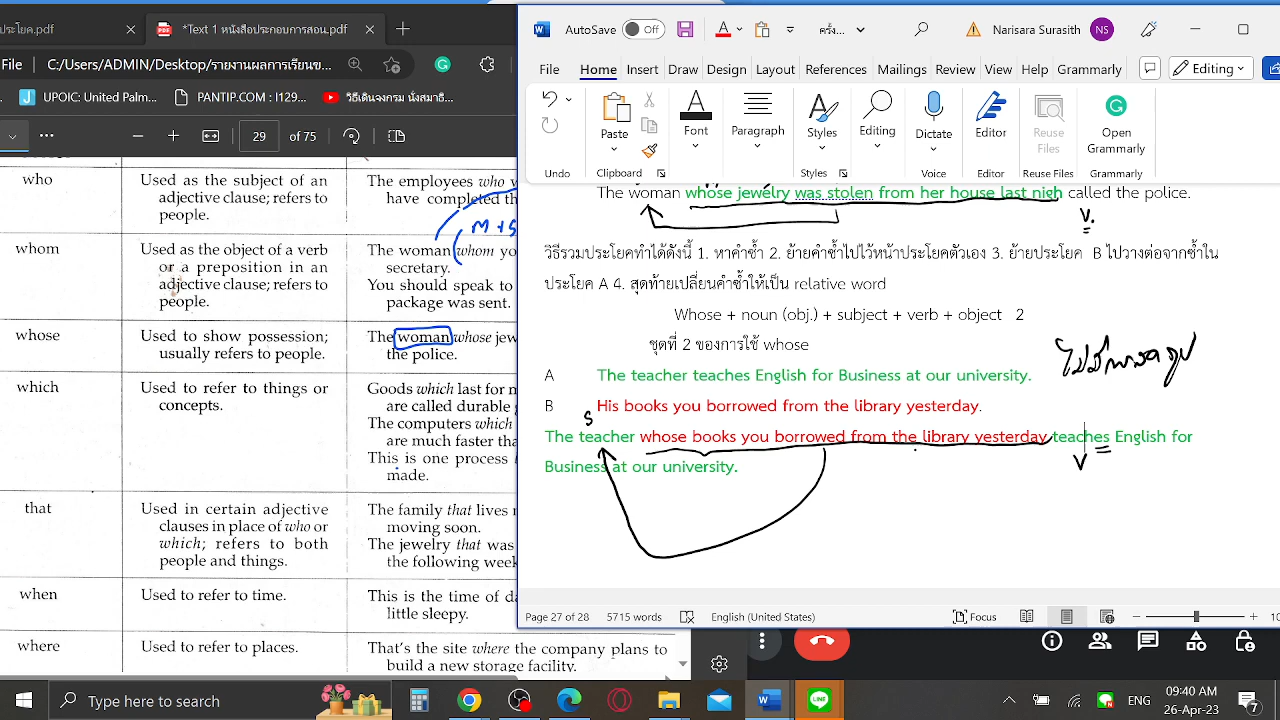 ระโย.pdf
*Text 1 หนังสือประกอบการสอน.pdf
File
C:/Users/ADMIN/Desktop/รายงานผลการเรียน...
UPOIC: United Palm...
PANTIP.COM : I129...
29
of 75
who
Used as the subject of an
adjective clause; refers to
people.
The employees who
have completed th
M + S
whom
Used as the object of a verb
or a preposition in an
adjective clause; refers to
people.
The woman whom yo
secretary.
You should speak to
package was sent.
whose
Used to show possession;
usually refers to people.
The woman whose jew
the police.
which
Used to refer to things or
concepts.
Goods which last for m
are called durable
The computers which
are much faster tha
This is one process
made.
that
Used in certain adjective
clauses in place of who or
which; refers to both
people and things.
The family that lives
moving soon.
The jewelry that was
the following week
when
Used to refer to time.
This is the time of da
little sleepy.
where
Used to refer to places.
That's the site where the company plans to
build a new storage facility.
AutoSave
Off
ครั้ง...
Narisara Surasith
NS
File
Home
Insert
Draw
Design
Layout
References
Mailings
Review
View
Help
Grammarly
Editing
Paste
Font
Paragraph
Styles
Editing
Dictate
Editor
Reuse
Files
Open
Grammarly
Undo
Clipboard
Styles
Voice
Editor
Reuse Files
Grammarly
The woman whose jewelry was stolen from her house last nigh called the police.
V.
วิธีรวมประโยคทำได้ดังนี้ 1. หาคำซ้ำ 2. ย้ายคำซ้ำไปไว้หน้าประโยคตัวเอง 3. ย้ายประโยค B ไปวางต่อจากซ้ำใน
ประโยค A 4. สุดท้ายเปลี่ยนคำซ้ำให้เป็น relative word
Whose + noun (obj.) + subject + verb + object 2
ชุดที่ 2 ของการใช้ whose
A The teacher teaches English for Business at our university.
B His books you borrowed from the library yesterday.
S
The teacher whose books you borrowed from the library yesterday teaches English for
Business at our university.
V
Page 27 of 28
5715 words
English (United States)
Focus
10
Type here to search
ENG
09:40 AM
26-Apr-23
7